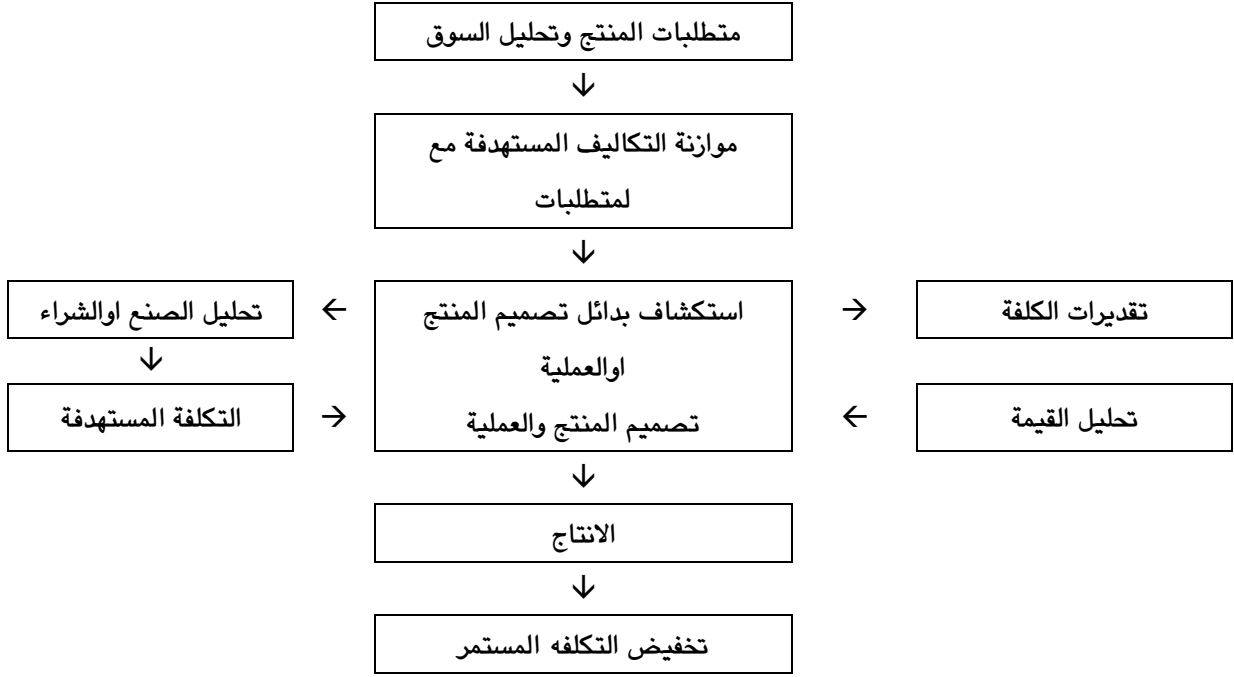 متطلبات المنتج وتحليل السوق
↓
موازنة التكاليف المستهدفة مع
لمتطلبات
↓
تقديرات الكلفة
→
استكشاف بدائل تصميم المنتج
اوالعملية
تصميم المنتج والعملية
←
تحليل الصنع اوالشراء
↓
تحليل القيمة
←
→
التكلفة المستهدفة
↓
الانتاج
↓
تخفيض التكلفه المستمر